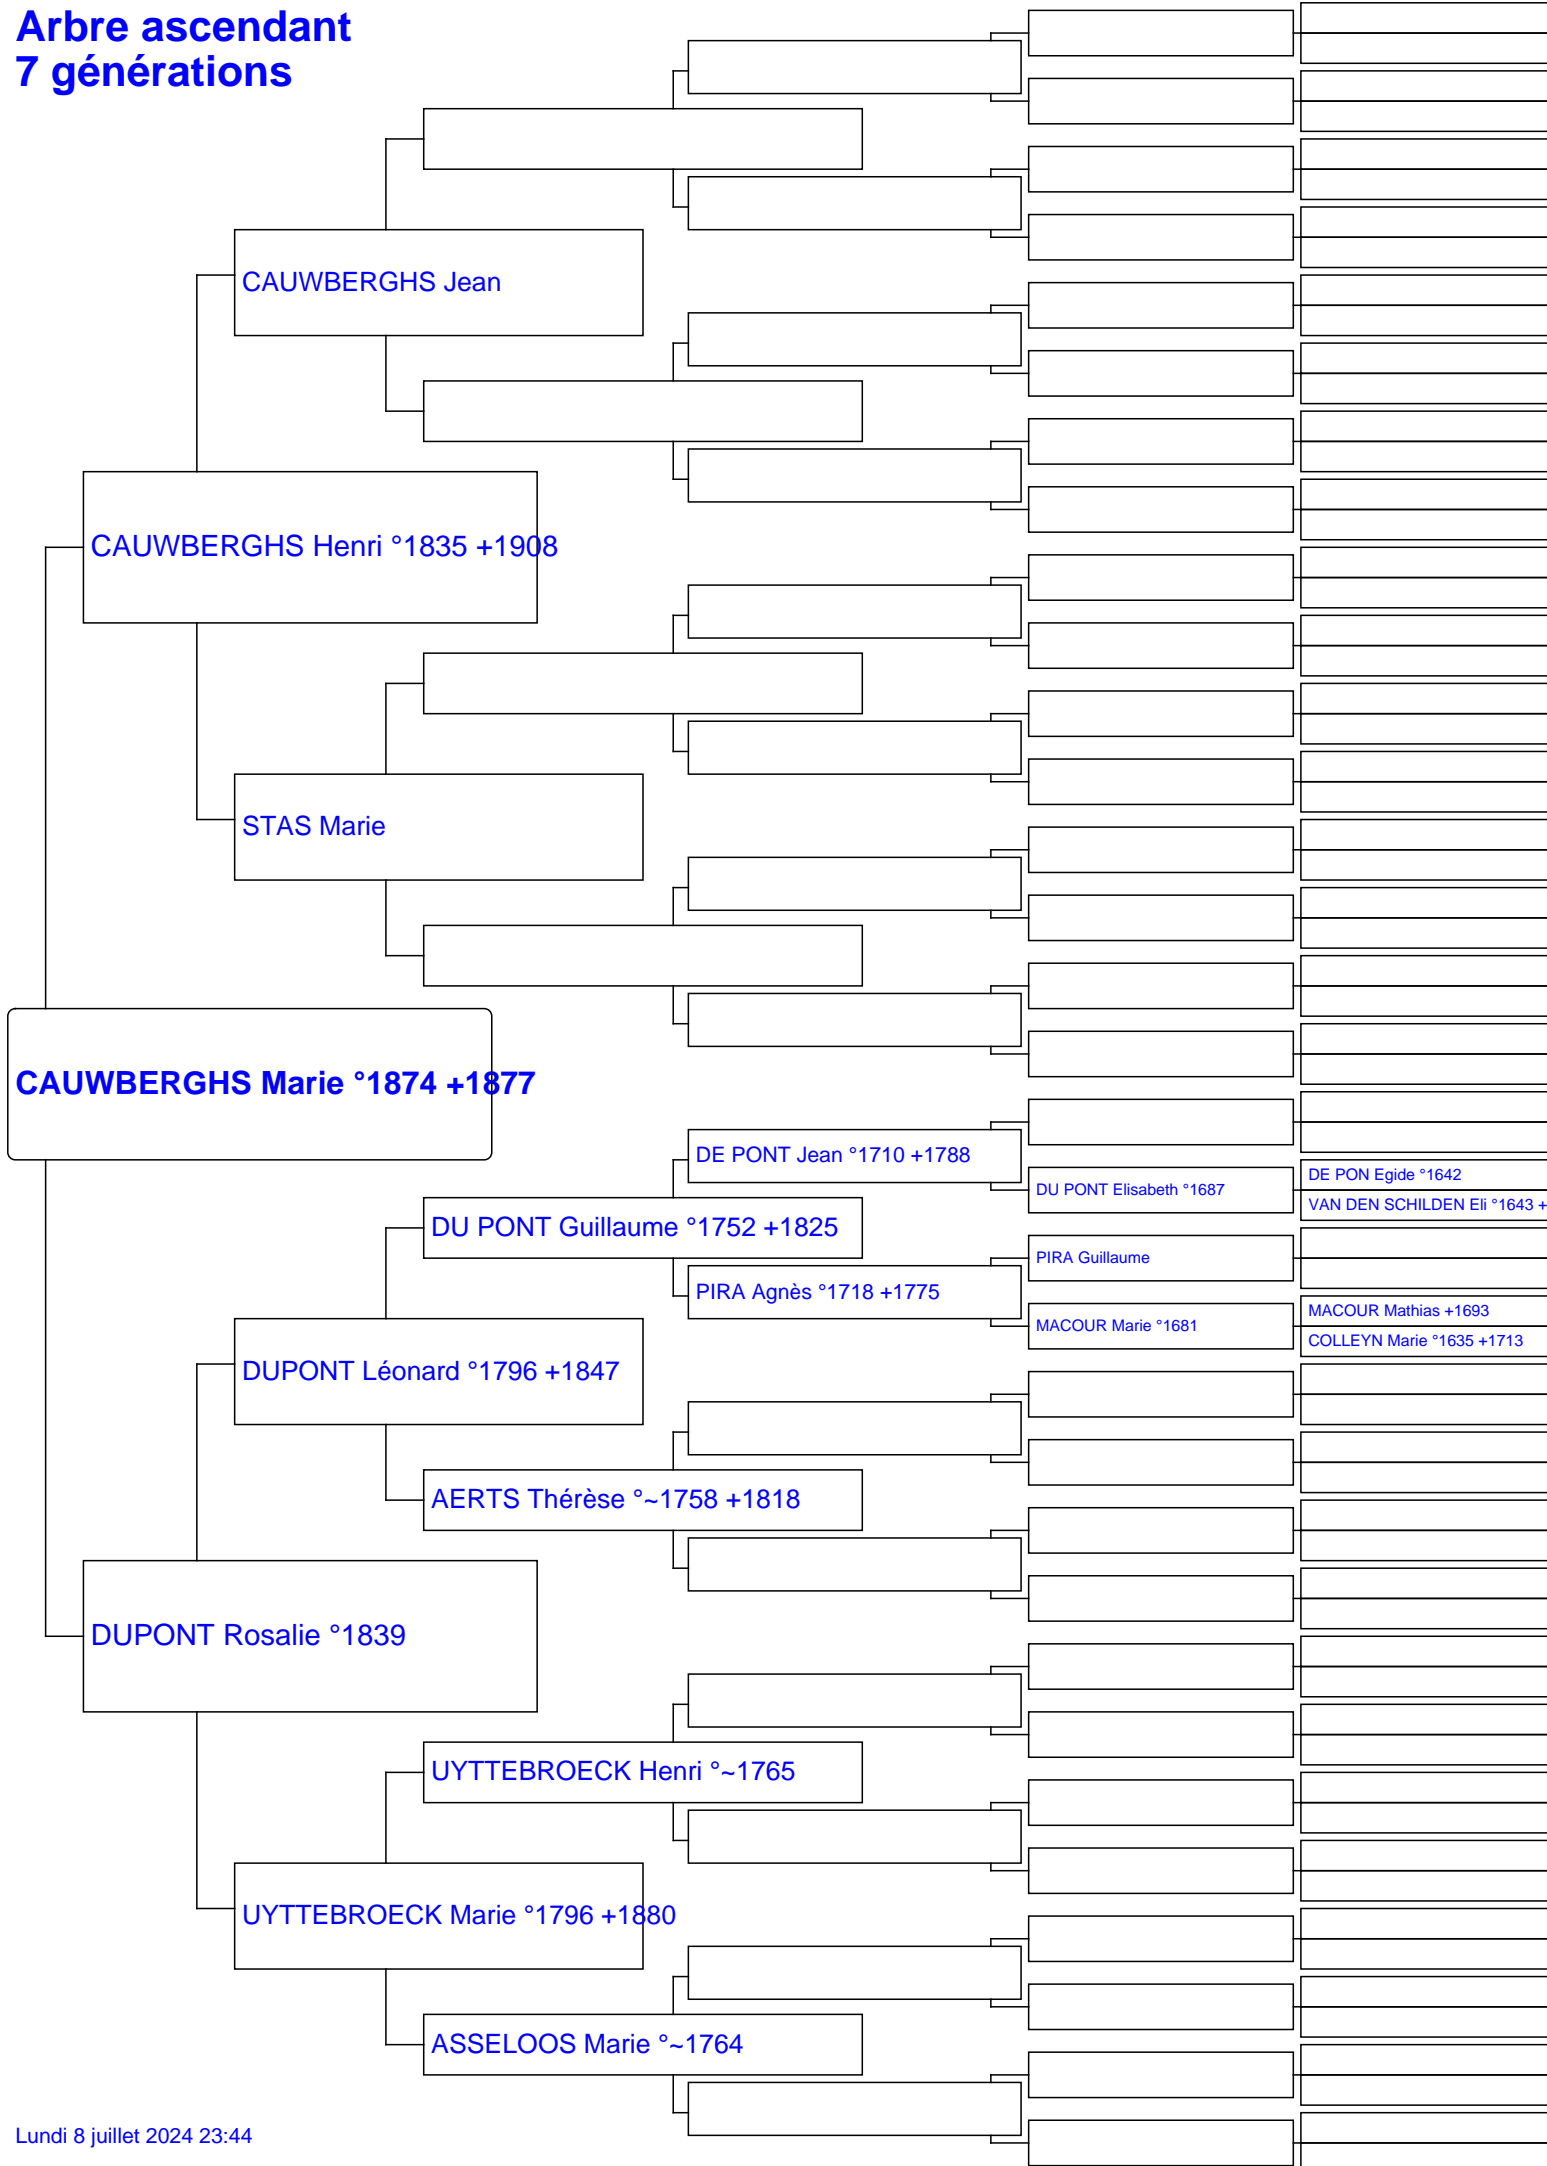 Arbre ascendant
7 générations
CAUWBERGHS Jean
CAUWBERGHS Henri °1835 +1908
STAS Marie
CAUWBERGHS Marie °1874 +1877
DE PONT Jean °1710 +1788
DU PONT Elisabeth °1687
DE PON Egide °1642
VAN DEN SCHILDEN Eli °1643 +
DU PONT Guillaume °1752 +1825
PIRA Guillaume
PIRA Agnès °1718 +1775
MACOUR Marie °1681
MACOUR Mathias +1693
COLLEYN Marie °1635 +1713
DUPONT Léonard °1796 +1847
AERTS Thérèse °~1758 +1818
DUPONT Rosalie °1839
UYTTEBROECK Henri °~1765
UYTTEBROECK Marie °1796 +1880
ASSELOOS Marie °~1764
Lundi 8 juillet 2024 23:44